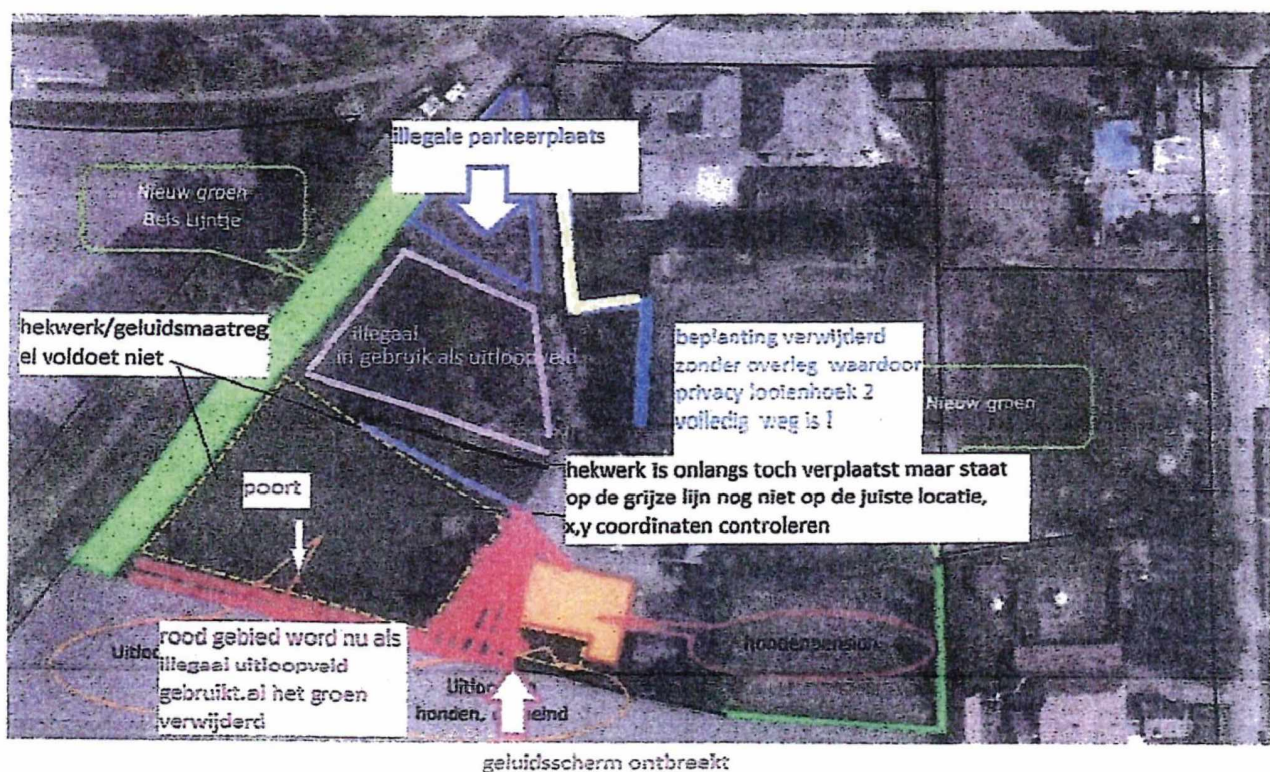 illegale parkeerplaats
Nieuw groen
Bels Lijntje
hekwerk/geluidsmaatreg
el voldoet niet
illegaal
in gebruik als uitloopveld
beplanting verwijderd
zonder overleg waardoor
privacy looienhoek 2
volledig weg is !
Nieuw groen
hekwerk is onlangs toch verplaatst maar staat
op de grijze lijn nog niet op de juiste locatie,
x,y coordinaten controleren
poort
rood gebied word nu als
illegaal uitloopveld
gebruikt.al het groen
verwijderd
hondenpension
honden,
geluidsscherm ontbreekt